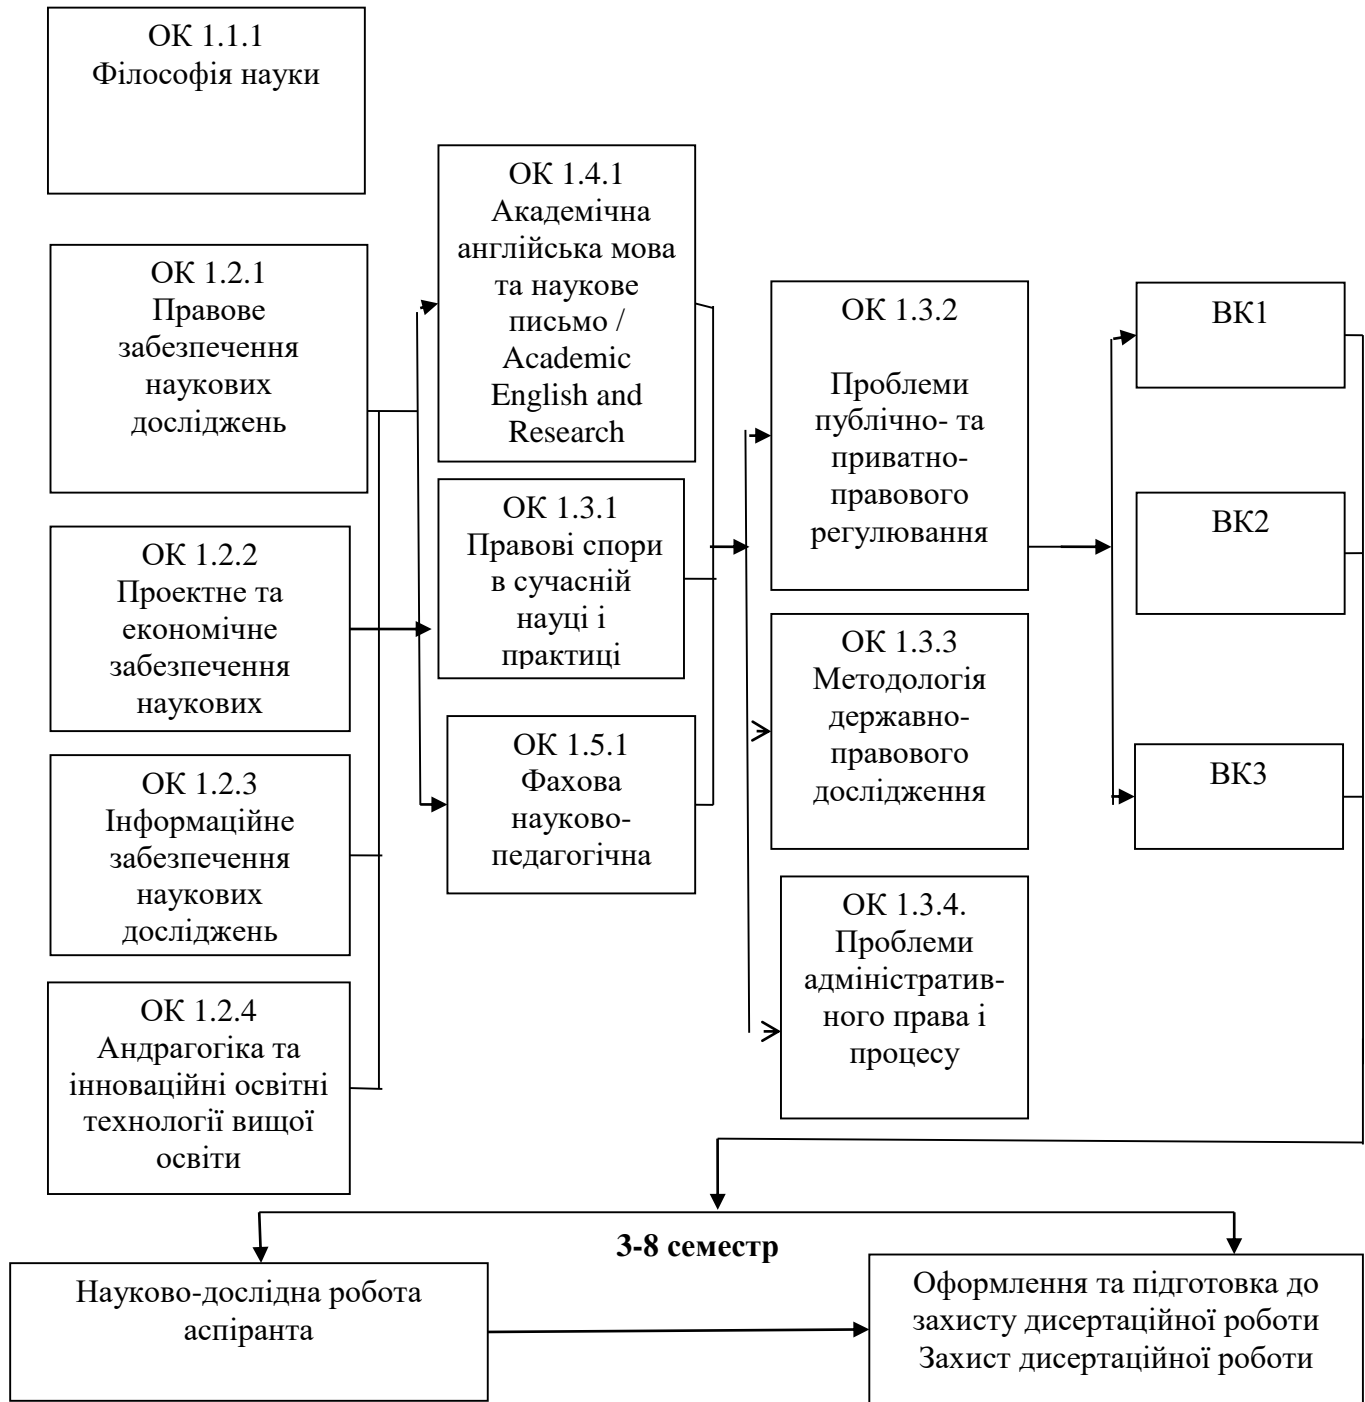 ОК 1.1.1
Філософія науки
ОК 1.2.1
Правове
забезпечення
наукових
досліджень
ОК 1.2.2
Проектне та
економічне
забезпечення
наукових
ОК 1.2.3
Інформаційне
забезпечення
наукових
досліджень
ОК 1.2.4
Андрагогіка та
інноваційні освітні
технології вищої
освіти
ОК 1.4.1
Академічна
англійська мова
та наукове
письмо /
Academic
English and
Research
ОК 1.3.1
Правові спори
в сучасній
науці і
практиці
ОК 1.5.1
Фахова
науково-
педагогічна
ОК 1.3.2
Проблеми
публічно- та
приватно-
правового
регулювання
ОК 1.3.3
Методологія
державно-
правового
дослідження
ОК 1.3.4.
Проблеми
адміністратив-
ного права і
процесу
ВК1
ВК2
ВК3
3-8 семестр
Науково-дослідна робота
аспіранта
Оформлення та підготовка до
захисту дисертаційної роботи
Захист дисертаційної роботи